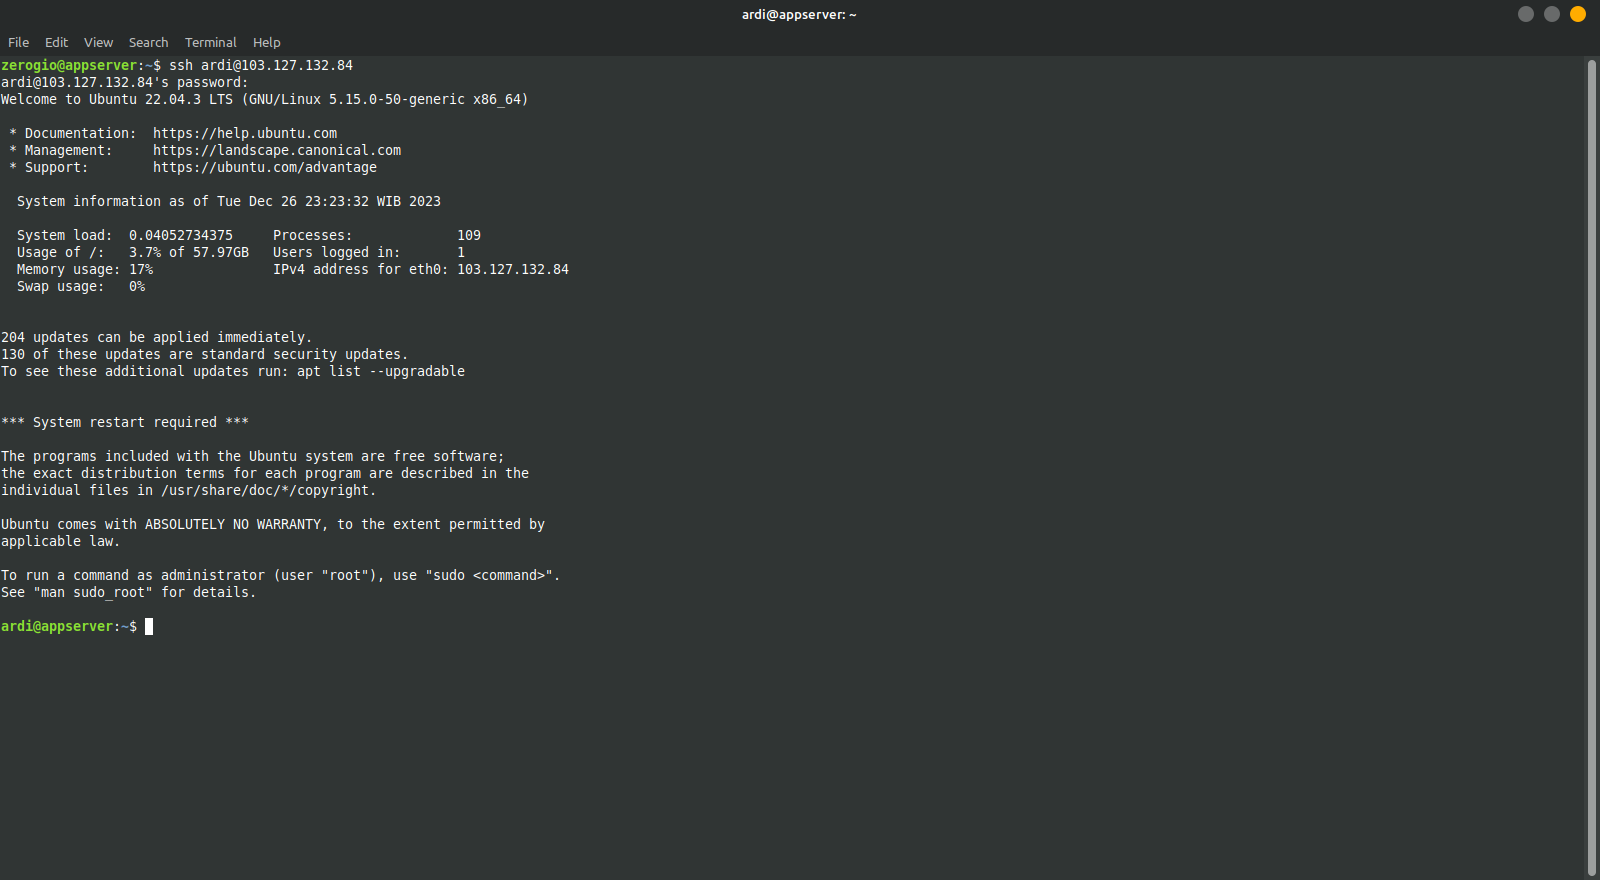 ardi@appserver: ~
File Edit View Search Terminal Help
zerogio@appserver:~$ ssh ardi@103.127.132.84
ardi@103.127.132.84's password:
Welcome to Ubuntu 22.04.3 LTS (GNU/Linux 5.15.0-50-generic x86_64)
* Documentation:  https://help.ubuntu.com
* Management:     https://landscape.canonical.com
* Support:        https://ubuntu.com/advantage
System information as of Tue Dec 26 23:23:32 WIB 2023
System load:  0.04052734375     Processes:             109
Usage of /:   3.7% of 57.97GB   Users logged in:       1
Memory usage: 17%               IPv4 address for eth0: 103.127.132.84
Swap usage:   0%
204 updates can be applied immediately.
130 of these updates are standard security updates.
To see these additional updates run: apt list --upgradable
*** System restart required ***
The programs included with the Ubuntu system are free software;
the exact distribution terms for each program are described in the
individual files in /usr/share/doc/*/copyright.
Ubuntu comes with ABSOLUTELY NO WARRANTY, to the extent permitted by
applicable law.
To run a command as administrator (user "root"), use "sudo <command>".
See "man sudo_root" for details.
ardi@appserver:~$